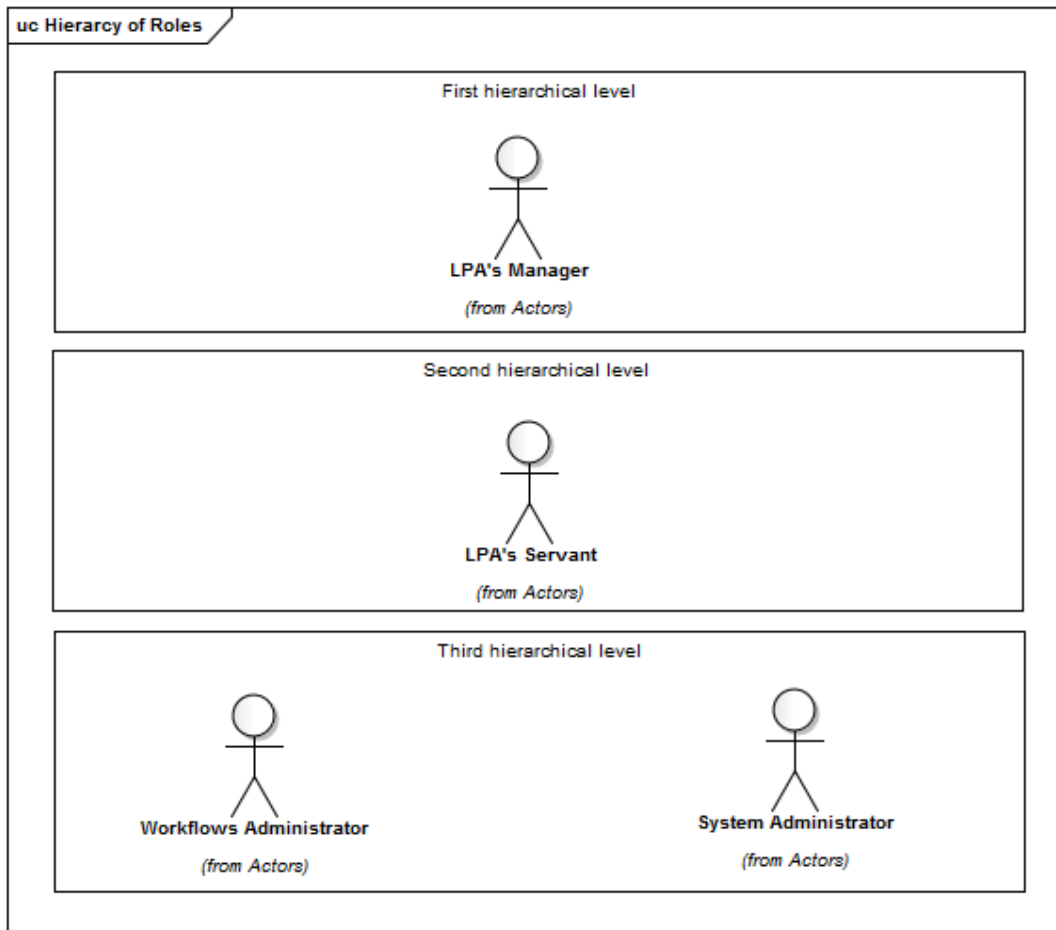 uc Hierarcy of Roles
First hierarchical level
LPA's Manager
(from Actors)
Second hierarchical level
LPA's Servant
(from Actors)
Third hierarchical level
Workflows Administrator
(from Actors)
System Administrator
(from Actors)